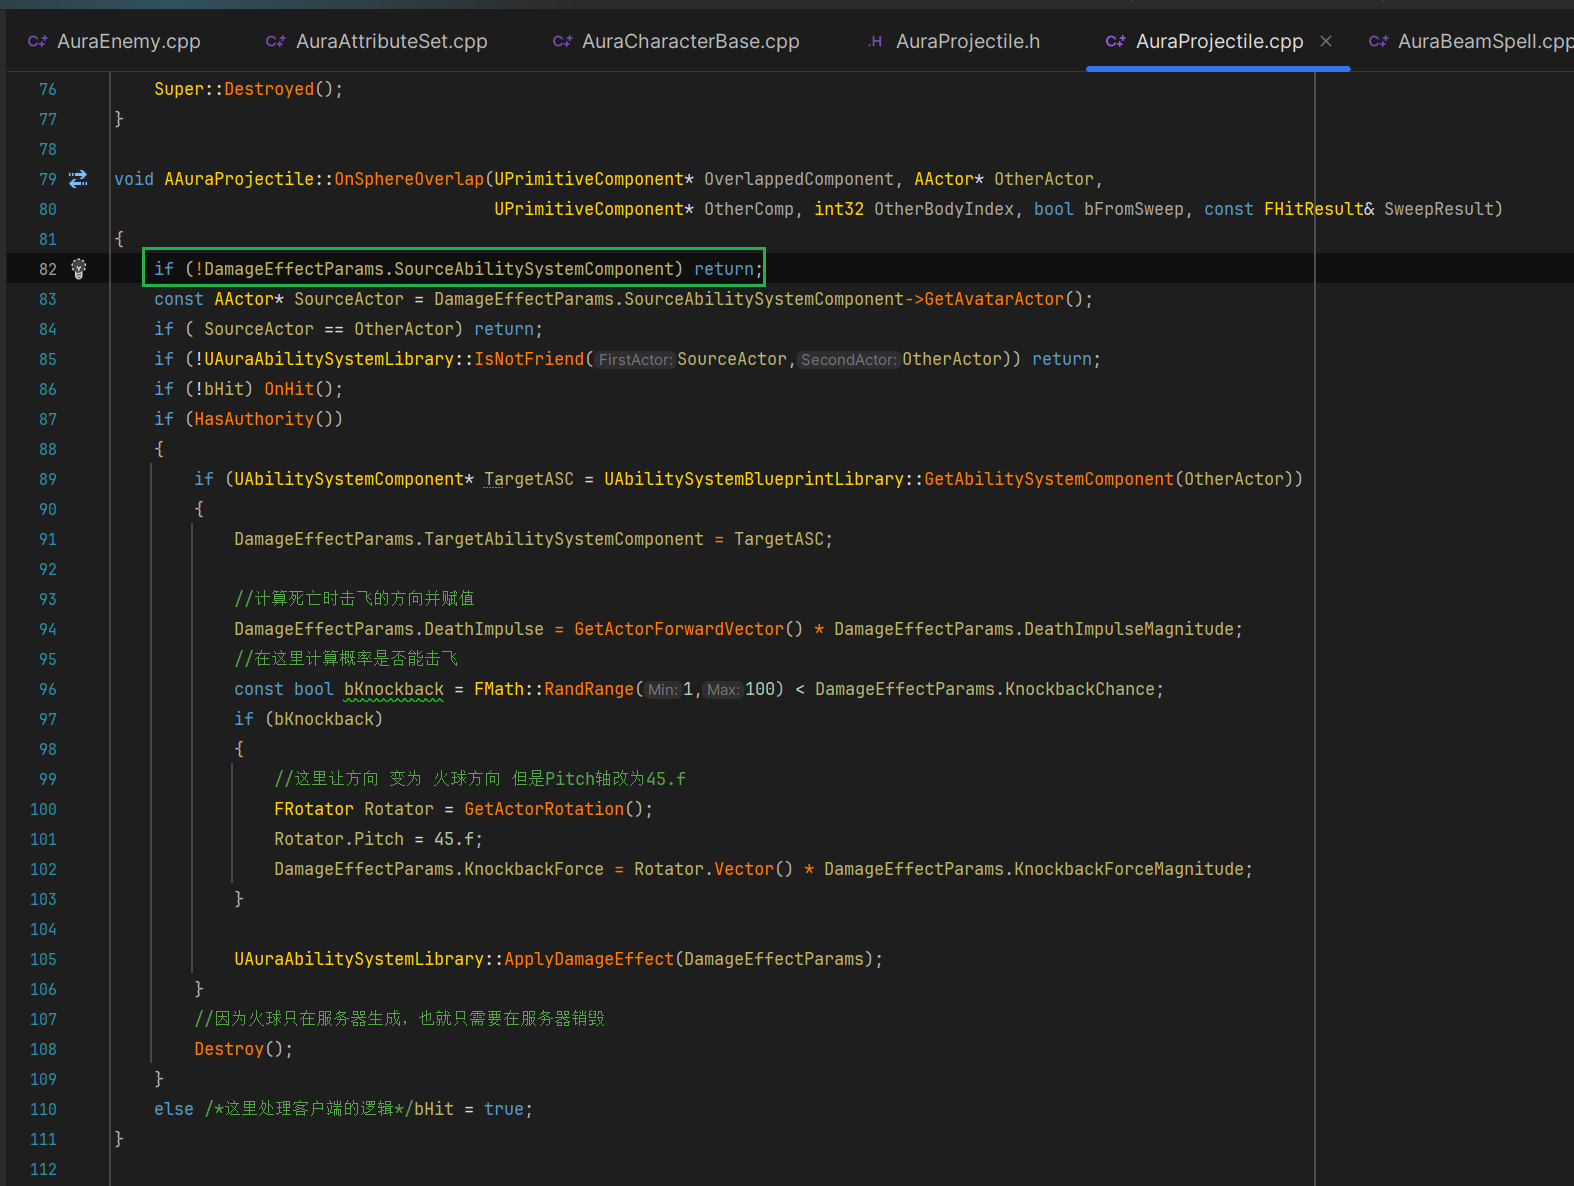 AuraEnemy.cpp AuraAttributeSet.cpp AuraCharacterBase.cpp .H AuraProjectile.h AuraProjectile.cpp AuraBeamSpell.cpp
76 Super::Destroyed();
77 }
78
79 void AAuraProjectile::OnSphereOverlap(UPrimitiveComponent* OverlappedComponent, AActor* OtherActor,
80 UPrimitiveComponent* OtherComp, int32 OtherBodyIndex, bool bFromSweep, const FHitResult& SweepResult)
81 {
82 if (!DamageEffectParams.SourceAbilitySystemComponent) return;
83 const AActor* SourceActor = DamageEffectParams.SourceAbilitySystemComponent->GetAvatarActor();
84 if ( SourceActor == OtherActor) return;
85 if (!UAuraAbilitySystemLibrary::IsNotFriend( FirstActor: SourceActor, SecondActor: OtherActor)) return;
86 if (!bHit) OnHit();
87 if (HasAuthority())
88 {
89 if (UAbilitySystemComponent* TargetASC = UAbilitySystemBlueprintLibrary::GetAbilitySystemComponent(OtherActor))
90 {
91 DamageEffectParams.TargetAbilitySystemComponent = TargetASC;
92
93 //计算死亡时击飞的方向并赋值
94 DamageEffectParams.DeathImpulse = GetActorForwardVector() * DamageEffectParams.DeathImpulseMagnitude;
95 //在这里计算概率是否能击飞
96 const bool bKnockback = FMath::RandRange( Min: 1, Max: 100) < DamageEffectParams.KnockbackChance;
97 if (bKnockback)
98 {
99 //这里让方向 变为 火球方向 但是Pitch轴改为45.f
100 FRotator Rotator = GetActorRotation();
101 Rotator.Pitch = 45.f;
102 DamageEffectParams.KnockbackForce = Rotator.Vector() * DamageEffectParams.KnockbackForceMagnitude;
103 }
104
105 UAuraAbilitySystemLibrary::ApplyDamageEffect(DamageEffectParams);
106 }
107 //因为火球只在服务器生成，也就只需要在服务器销毁
108 Destroy();
109 }
110 else /*这里处理客户端的逻辑*/bHit = true;
111 }
112